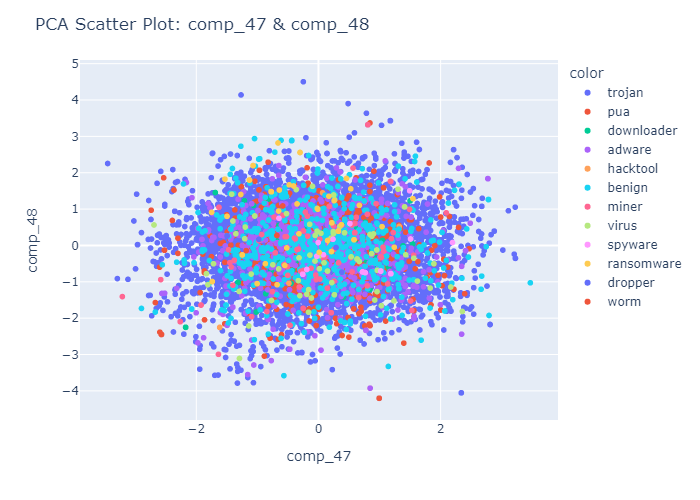 PCA Scatter Plot: comp_47 & comp_48
color
trojan
pua
downloader
adware
hacktool
benign
miner
virus
spyware
ransomware
dropper
worm
5
4
3
2
1
0
−1
−2
−3
−4
comp_48
−2
0
2
comp_47